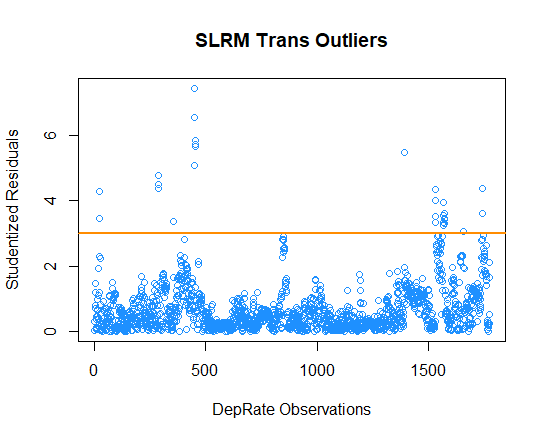 SLRM Trans Outliers
Studentized Residuals
6
4
2
0
0 500 1000 1500
DepRate Observations